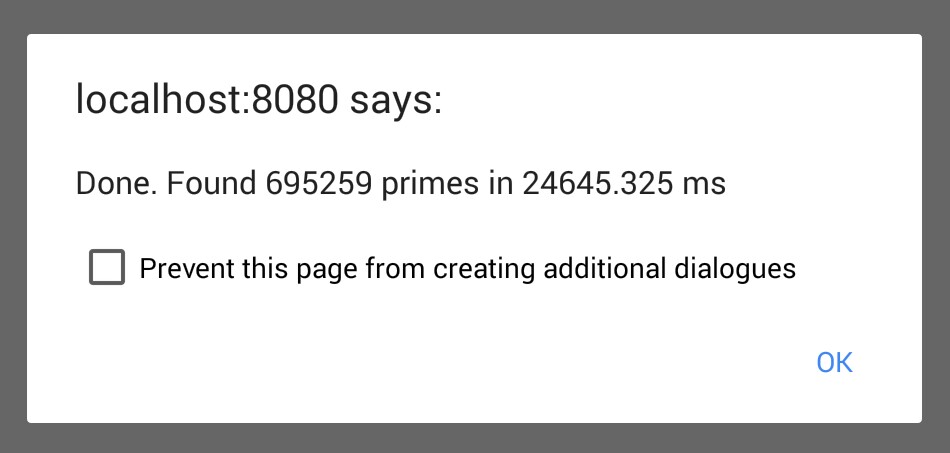 localhost:8080 says:
Done. Found 695259 primes in 24645.325 ms
Prevent this page from creating additional dialogues
OK